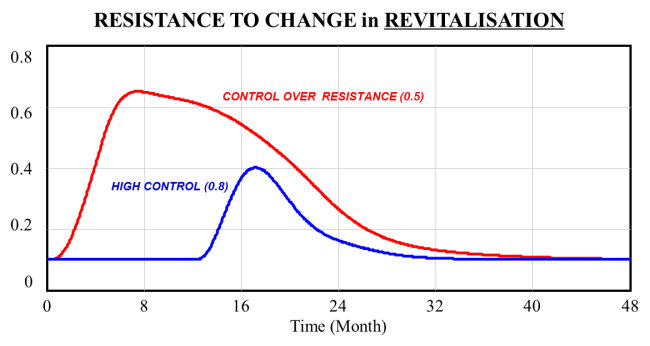 RESISTANCE TO CHANGE in REVITALISATION
0.8
CONTROL OVER RESISTANCE (0.5)
0.6
0.4
HIGH CONTROL (0.8)
0.2
0
0 8 16 24 32 40 48
Time (Month)